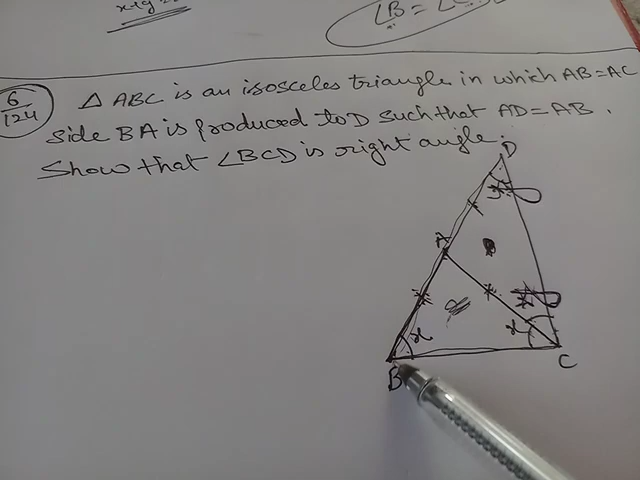 ∠B = ∠
6/124
△ ABC is an isosceles triangle in which AB=AC
side BA is produced to D such that AD=AB.
Show that ∠BCD is right angle.
D
A
x
x
B
C